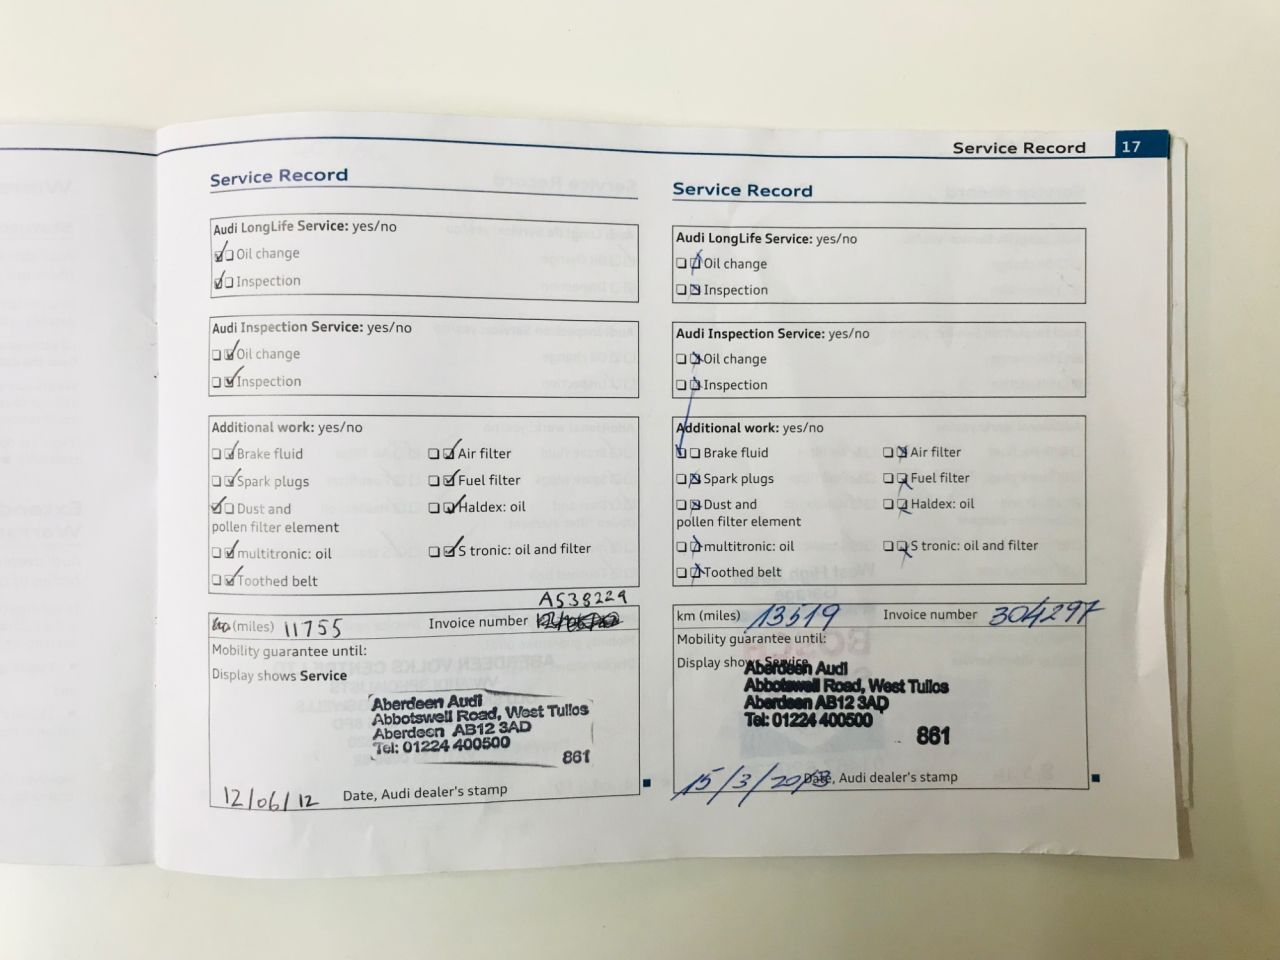 Service Record 17
Service Record
Audi LongLife Service: yes/no
Oil change
Inspection
Audi Inspection Service: yes/no
Oil change
Inspection
Additional work: yes/no
Brake fluid
Air filter
Spark plugs
Fuel filter
Dust and
pollen filter element
Haldex: oil
multitronic: oil
S tronic: oil and filter
Toothed belt
A538229
km (miles) 11755
Invoice number
Mobility guarantee until:
Display shows Service
Aberdeen Audi
Abbotswell Road, West Tullos
Aberdeen AB12 3AD
Tel: 01224 400500
861
12/06/12 Date, Audi dealer's stamp
Service Record
Audi LongLife Service: yes/no
Oil change
Inspection
Audi Inspection Service: yes/no
Oil change
Inspection
Additional work: yes/no
Brake fluid
Air filter
Spark plugs
Fuel filter
Dust and
pollen filter element
Haldex: oil
multitronic: oil
S tronic: oil and filter
Toothed belt
km (miles) 13519
Invoice number 304297
Mobility guarantee until:
Display shows Service
Aberdeen Audi
Abbotswell Road, West Tullos
Aberdeen AB12 3AD
Tel: 01224 400500
861
15/3/2013 Date, Audi dealer's stamp